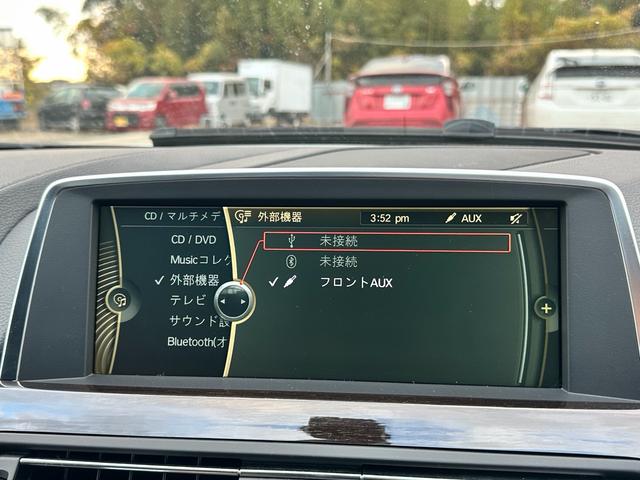 CD / マルチメデ
外部機器
3:52 pm
AUX
CD / DVD
Musicコレク
外部機器
テレビ
サウンド設
Bluetooth(オ
未接続
未接続
フロントAUX